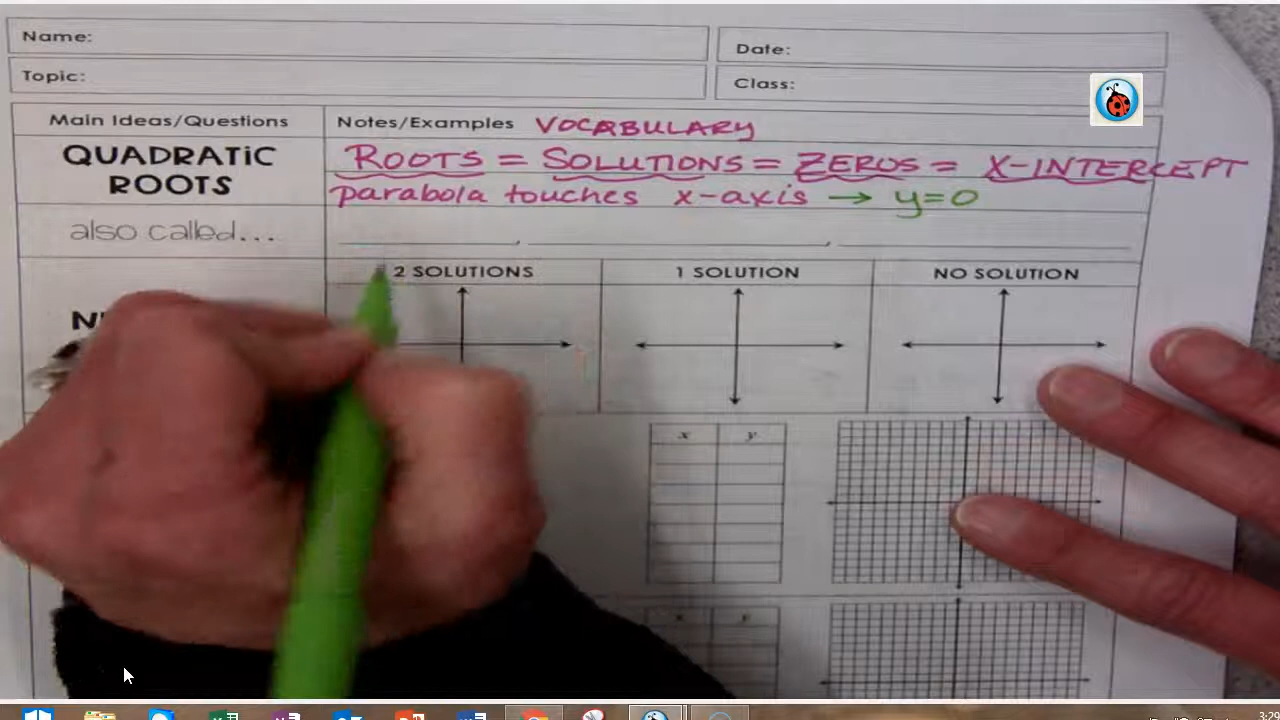 Name:
Date:
Topic:
Class:
Main Ideas/Questions
Notes/Examples VOCABULARY
QUADRATIC
ROOTS
ROOTS = SOLUTIONS = ZEROS = X-INTERCEPT
parabola touches x-axis → y=0
also called...
2 SOLUTIONS
1 SOLUTION
NO SOLUTION
x y
x y